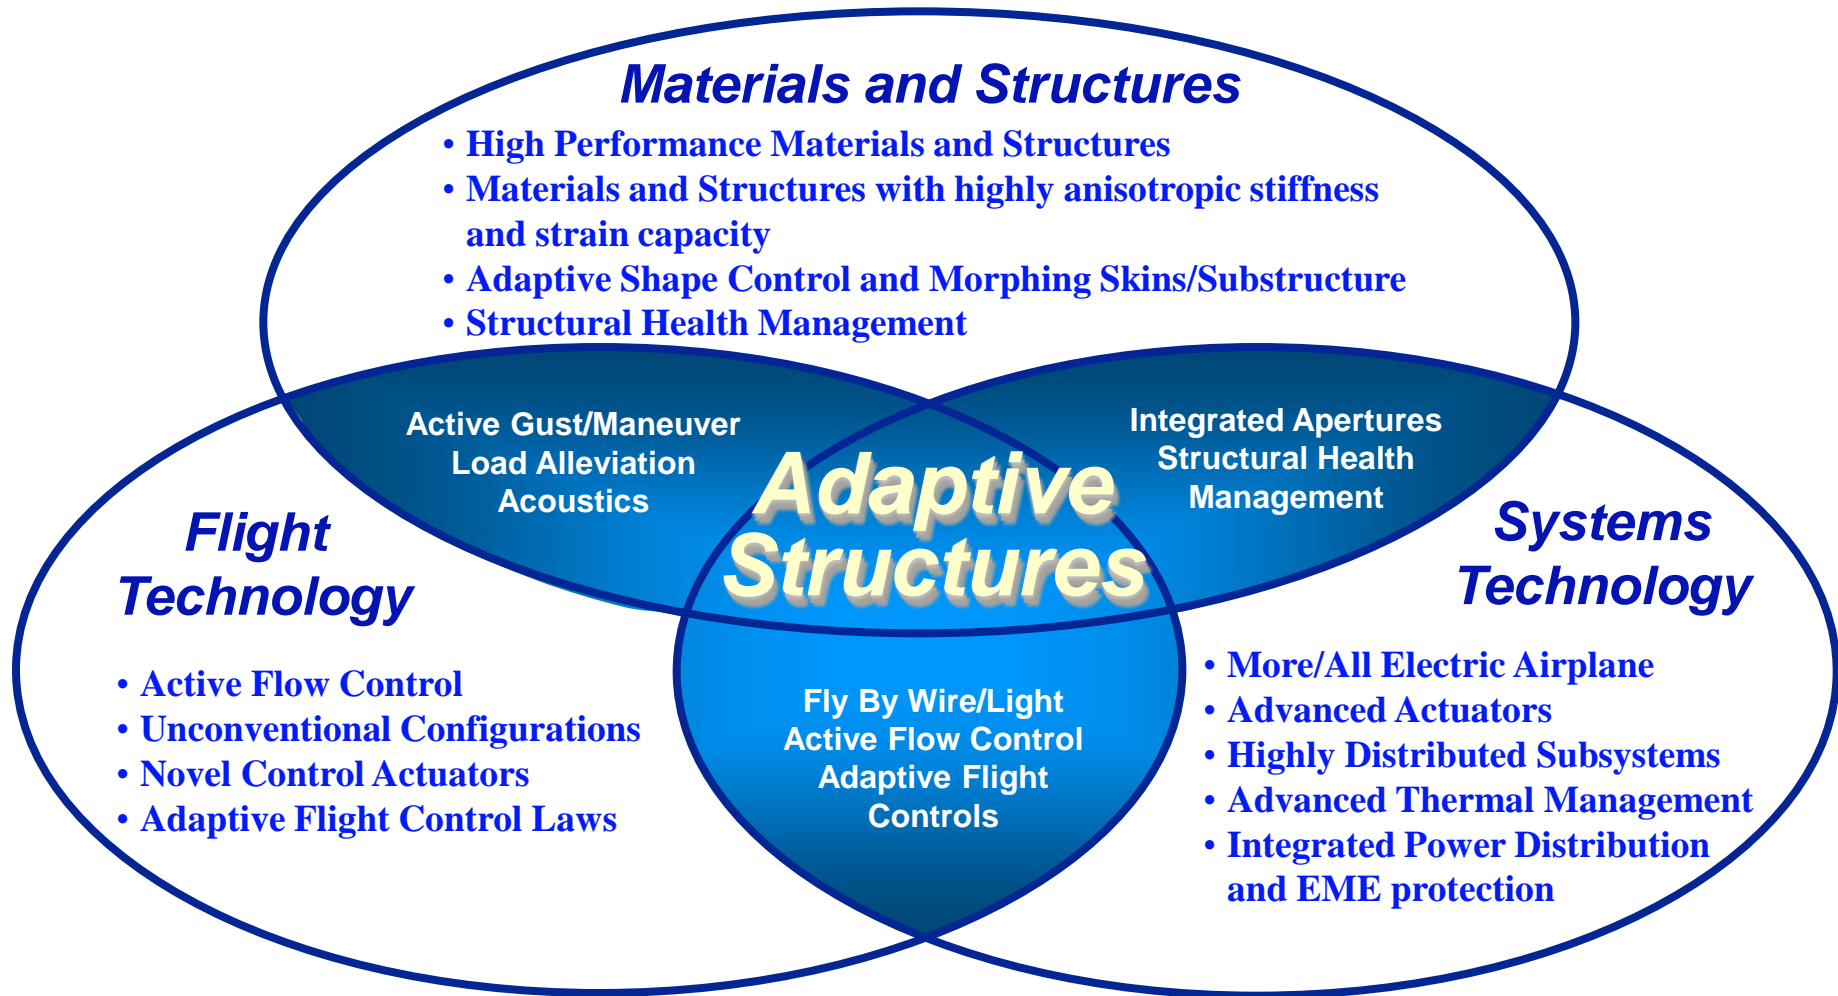 Materials and Structures
• High Performance Materials and Structures
• Materials and Structures with highly anisotropic stiffness
and strain capacity
• Adaptive Shape Control and Morphing Skins/Substructure
• Structural Health Management
Active Gust/Maneuver
Load Alleviation
Acoustics
Integrated Apertures
Structural Health
Management
Adaptive
Structures
Flight
Technology
• Active Flow Control
• Unconventional Configurations
• Novel Control Actuators
• Adaptive Flight Control Laws
Fly By Wire/Light
Active Flow Control
Adaptive Flight
Controls
Systems
Technology
• More/All Electric Airplane
• Advanced Actuators
• Highly Distributed Subsystems
• Advanced Thermal Management
• Integrated Power Distribution
and EME protection